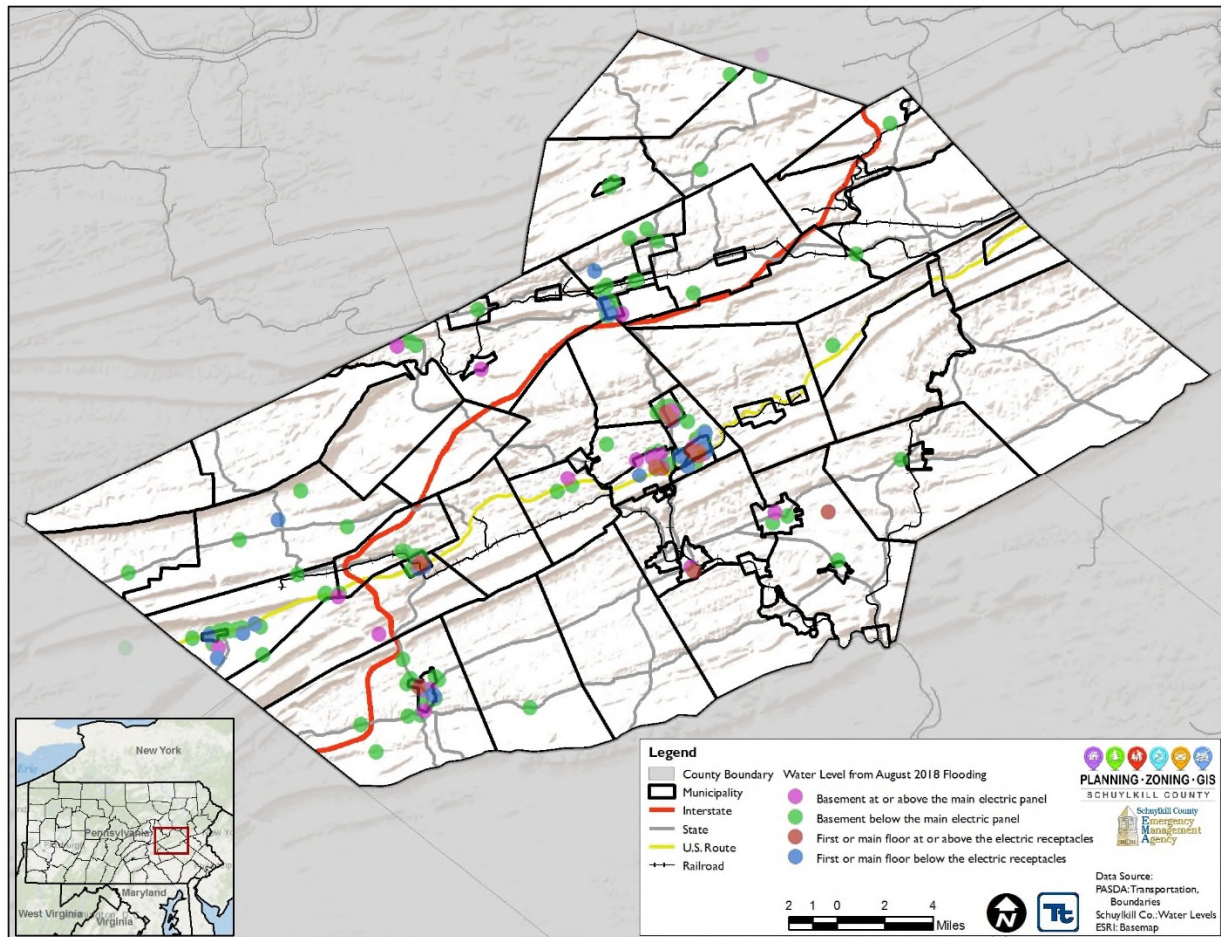 New York
Pennsylvania
Maryland
West Virginia
Virginia
Legend
County Boundary
Municipality
Interstate
State
U.S. Route
Railroad
Water Level from August 2018 Flooding
Basement at or above the main electric panel
Basement below the main electric panel
First or main floor at or above the electric receptacles
First or main floor below the electric receptacles
2 1 0 2 4
Miles
N
Tt
PLANNING·ZONING·GIS
SCHUYLKILL COUNTY
Schuylkill County
Emergency
Management
Agency
Data Source:
PASDA: Transportation,
Boundaries
Schuylkill Co.: Water Levels
ESRI: Basemap